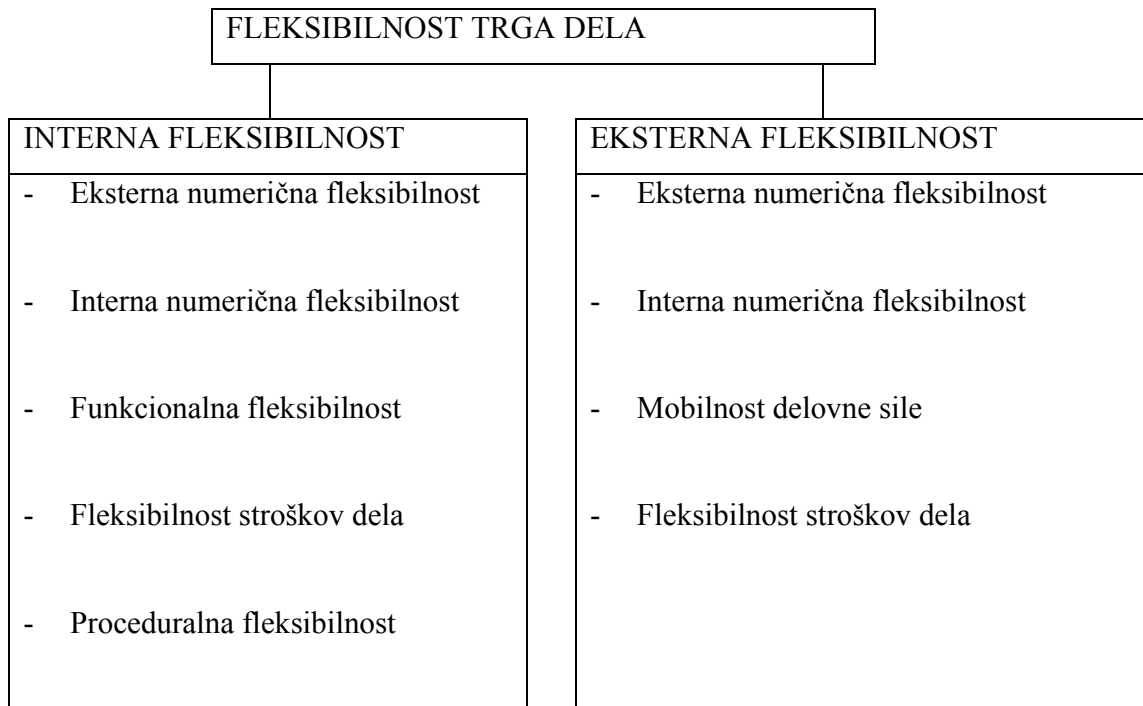 FLEKSIBILNOST TRGA DELA
INTERNA FLEKSIBILNOST
- Eksterna numerična fleksibilnost
- Interna numerična fleksibilnost
- Funkcionalna fleksibilnost
- Fleksibilnost stroškov dela
- Proceduralna fleksibilnost
EKSTERNA FLEKSIBILNOST
- Eksterna numerična fleksibilnost
- Interna numerična fleksibilnost
- Mobilnost delovne sile
- Fleksibilnost stroškov dela